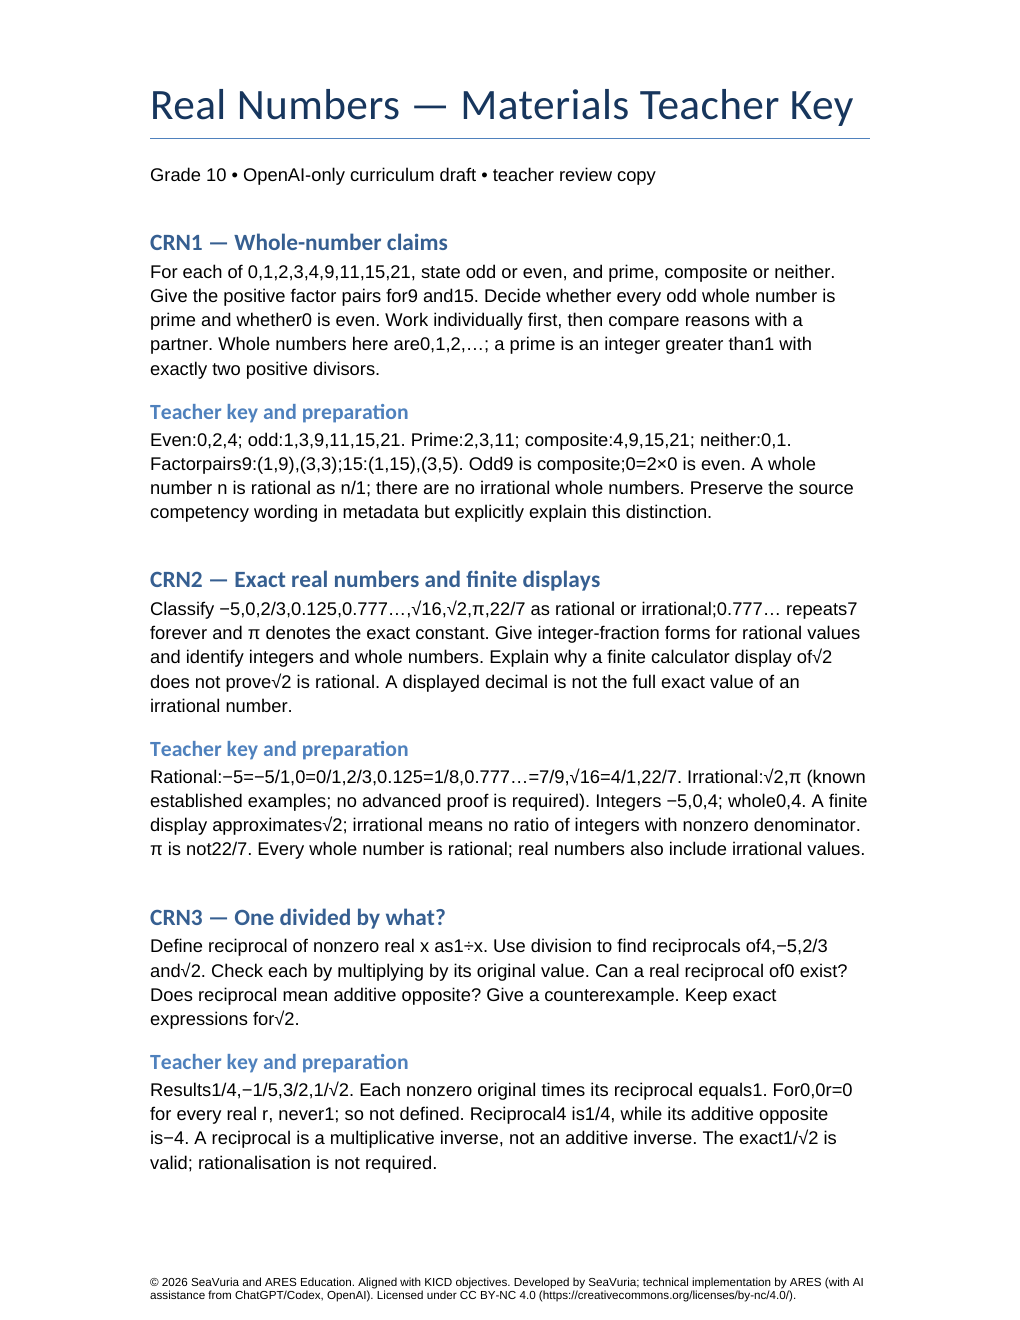 Real Numbers — Materials Teacher Key
Grade 10 • OpenAI-only curriculum draft • teacher review copy
CRN1 — Whole-number claims
For each of 0,1,2,3,4,9,11,15,21, state odd or even, and prime, composite or neither.
Give the positive factor pairs for9 and15. Decide whether every odd whole number is
prime and whether0 is even. Work individually first, then compare reasons with a
partner. Whole numbers here are0,1,2,…; a prime is an integer greater than1 with
exactly two positive divisors.
Teacher key and preparation
Even:0,2,4; odd:1,3,9,11,15,21. Prime:2,3,11; composite:4,9,15,21; neither:0,1.
Factorpairs9:(1,9),(3,3);15:(1,15),(3,5). Odd9 is composite;0=2×0 is even. A whole
number n is rational as n/1; there are no irrational whole numbers. Preserve the source
competency wording in metadata but explicitly explain this distinction.
CRN2 — Exact real numbers and finite displays
Classify −5,0,2/3,0.125,0.777…,√16,√2,π,22/7 as rational or irrational;0.777… repeats7
forever and π denotes the exact constant. Give integer-fraction forms for rational values
and identify integers and whole numbers. Explain why a finite calculator display of√2
does not prove√2 is rational. A displayed decimal is not the full exact value of an
irrational number.
Teacher key and preparation
Rational:−5=−5/1,0=0/1,2/3,0.125=1/8,0.777…=7/9,√16=4/1,22/7. Irrational:√2,π (known
established examples; no advanced proof is required). Integers −5,0,4; whole0,4. A finite
display approximates√2; irrational means no ratio of integers with nonzero denominator.
π is not22/7. Every whole number is rational; real numbers also include irrational values.
CRN3 — One divided by what?
Define reciprocal of nonzero real x as1÷x. Use division to find reciprocals of4,−5,2/3
and√2. Check each by multiplying by its original value. Can a real reciprocal of0 exist?
Does reciprocal mean additive opposite? Give a counterexample. Keep exact
expressions for√2.
Teacher key and preparation
Results1/4,−1/5,3/2,1/√2. Each nonzero original times its reciprocal equals1. For0,0r=0
for every real r, never1; so not defined. Reciprocal4 is1/4, while its additive opposite
is−4. A reciprocal is a multiplicative inverse, not an additive inverse. The exact1/√2 is
valid; rationalisation is not required.
© 2026 SeaVuria and ARES Education. Aligned with KICD objectives. Developed by SeaVuria; technical implementation by ARES (with AI
assistance from ChatGPT/Codex, OpenAI). Licensed under CC BY-NC 4.0 (https://creativecommons.org/licenses/by-nc/4.0/).